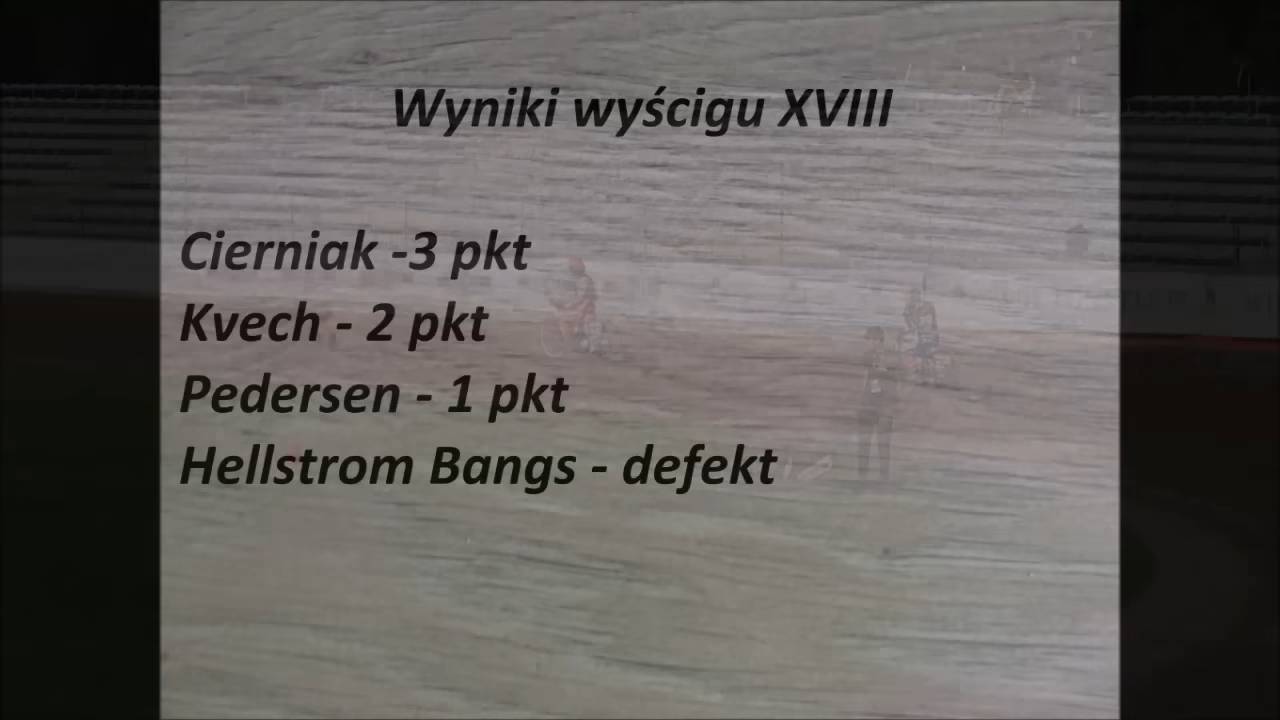 Wyniki wyścigu XVIII
Cierniak -3 pkt
Kvech - 2 pkt
Pedersen - 1 pkt
Hellstrom Bangs - defekt